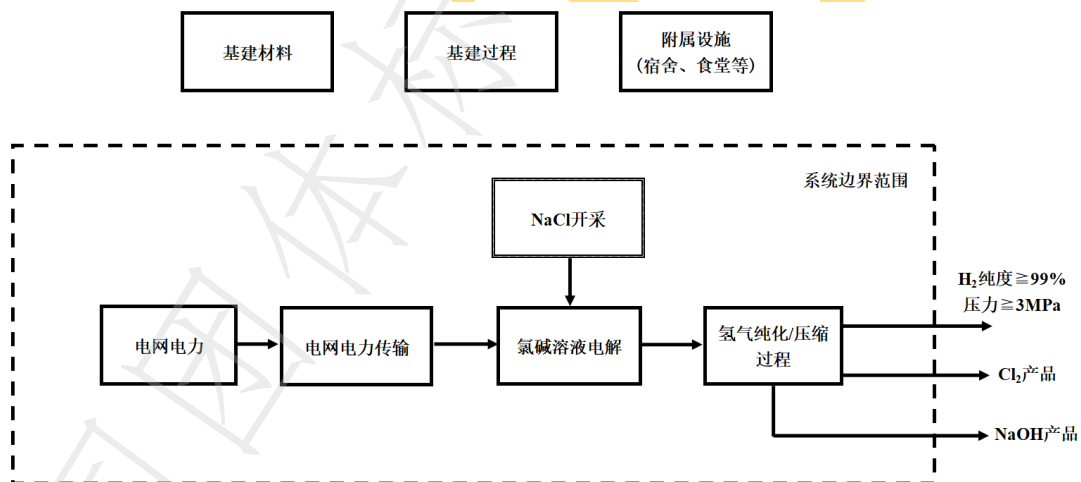 基建材料
基建过程
附属设施
(宿舍、食堂等)
系统边界范围
NaCl开采
H₂纯度≧99%
压力≧3MPa
电网电力
电网电力传输
氯碱溶液电解
氢气纯化/压缩
过程
Cl₂产品
NaOH产品
团体标